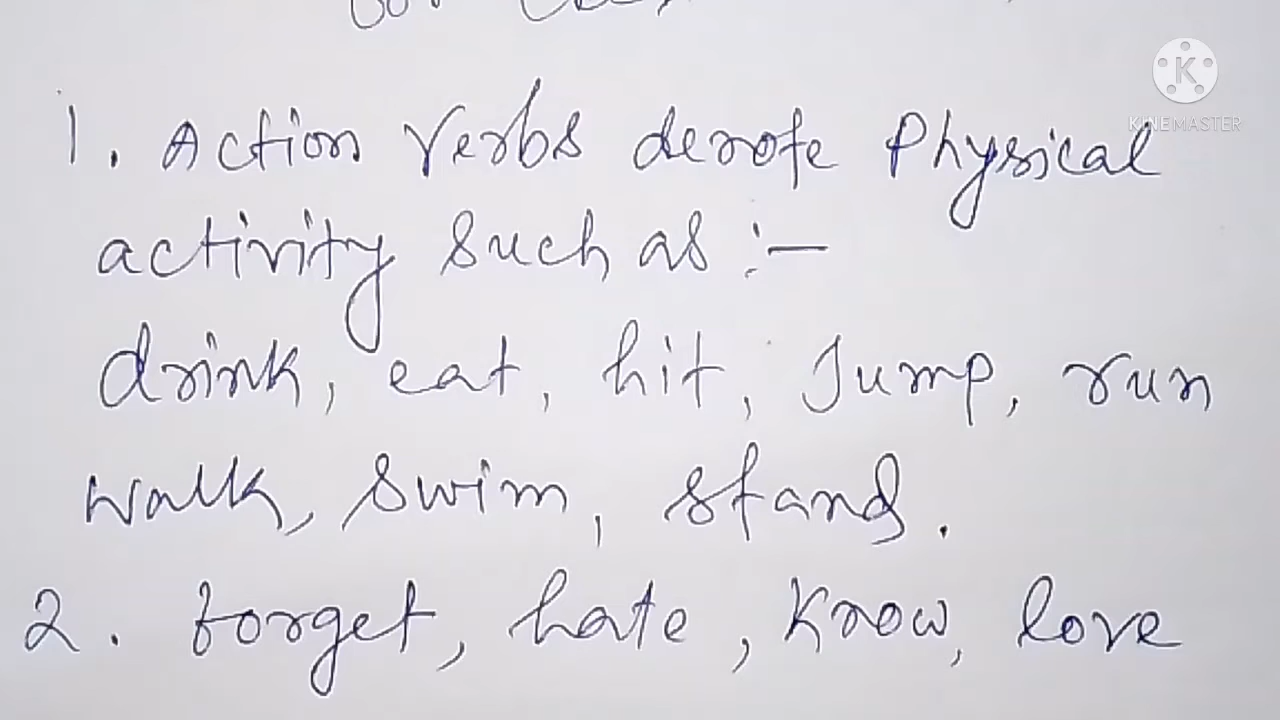 K
KINEMASTER
1. Action Verbs denote Physical
activity such as :-
drink, eat, hit, Jump, run
walk, swim, stand.
2. forget, hate, Know, love